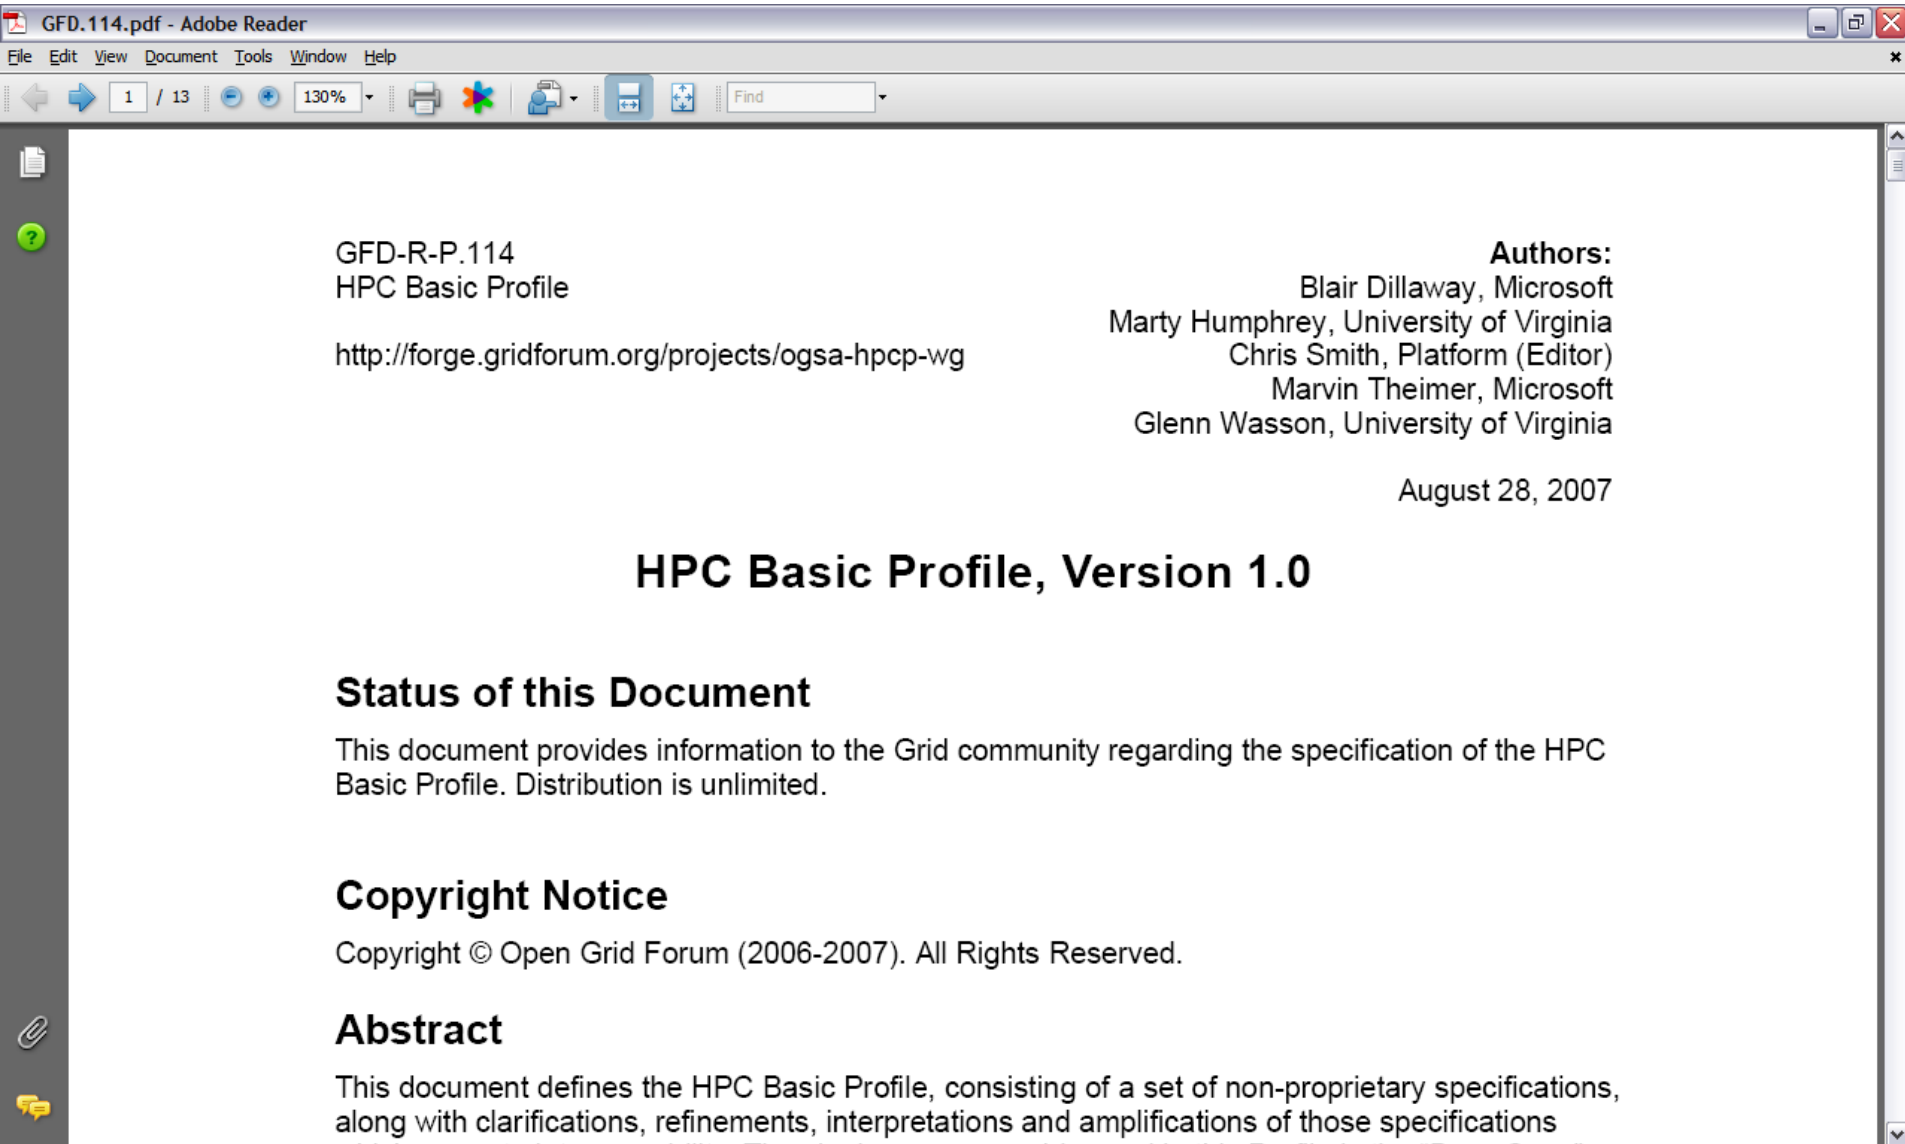 GFD.114.pdf - Adobe Reader
File Edit View Document Tools Window Help
1 / 13 130% Find
GFD-R-P.114
HPC Basic Profile
http://forge.gridforum.org/projects/ogsa-hpcp-wg
Authors:
Blair Dillaway, Microsoft
Marty Humphrey, University of Virginia
Chris Smith, Platform (Editor)
Marvin Theimer, Microsoft
Glenn Wasson, University of Virginia
August 28, 2007
HPC Basic Profile, Version 1.0
Status of this Document
This document provides information to the Grid community regarding the specification of the HPC
Basic Profile. Distribution is unlimited.
Copyright Notice
Copyright © Open Grid Forum (2006-2007). All Rights Reserved.
Abstract
This document defines the HPC Basic Profile, consisting of a set of non-proprietary specifications,
along with clarifications, refinements, interpretations and amplifications of those specifications